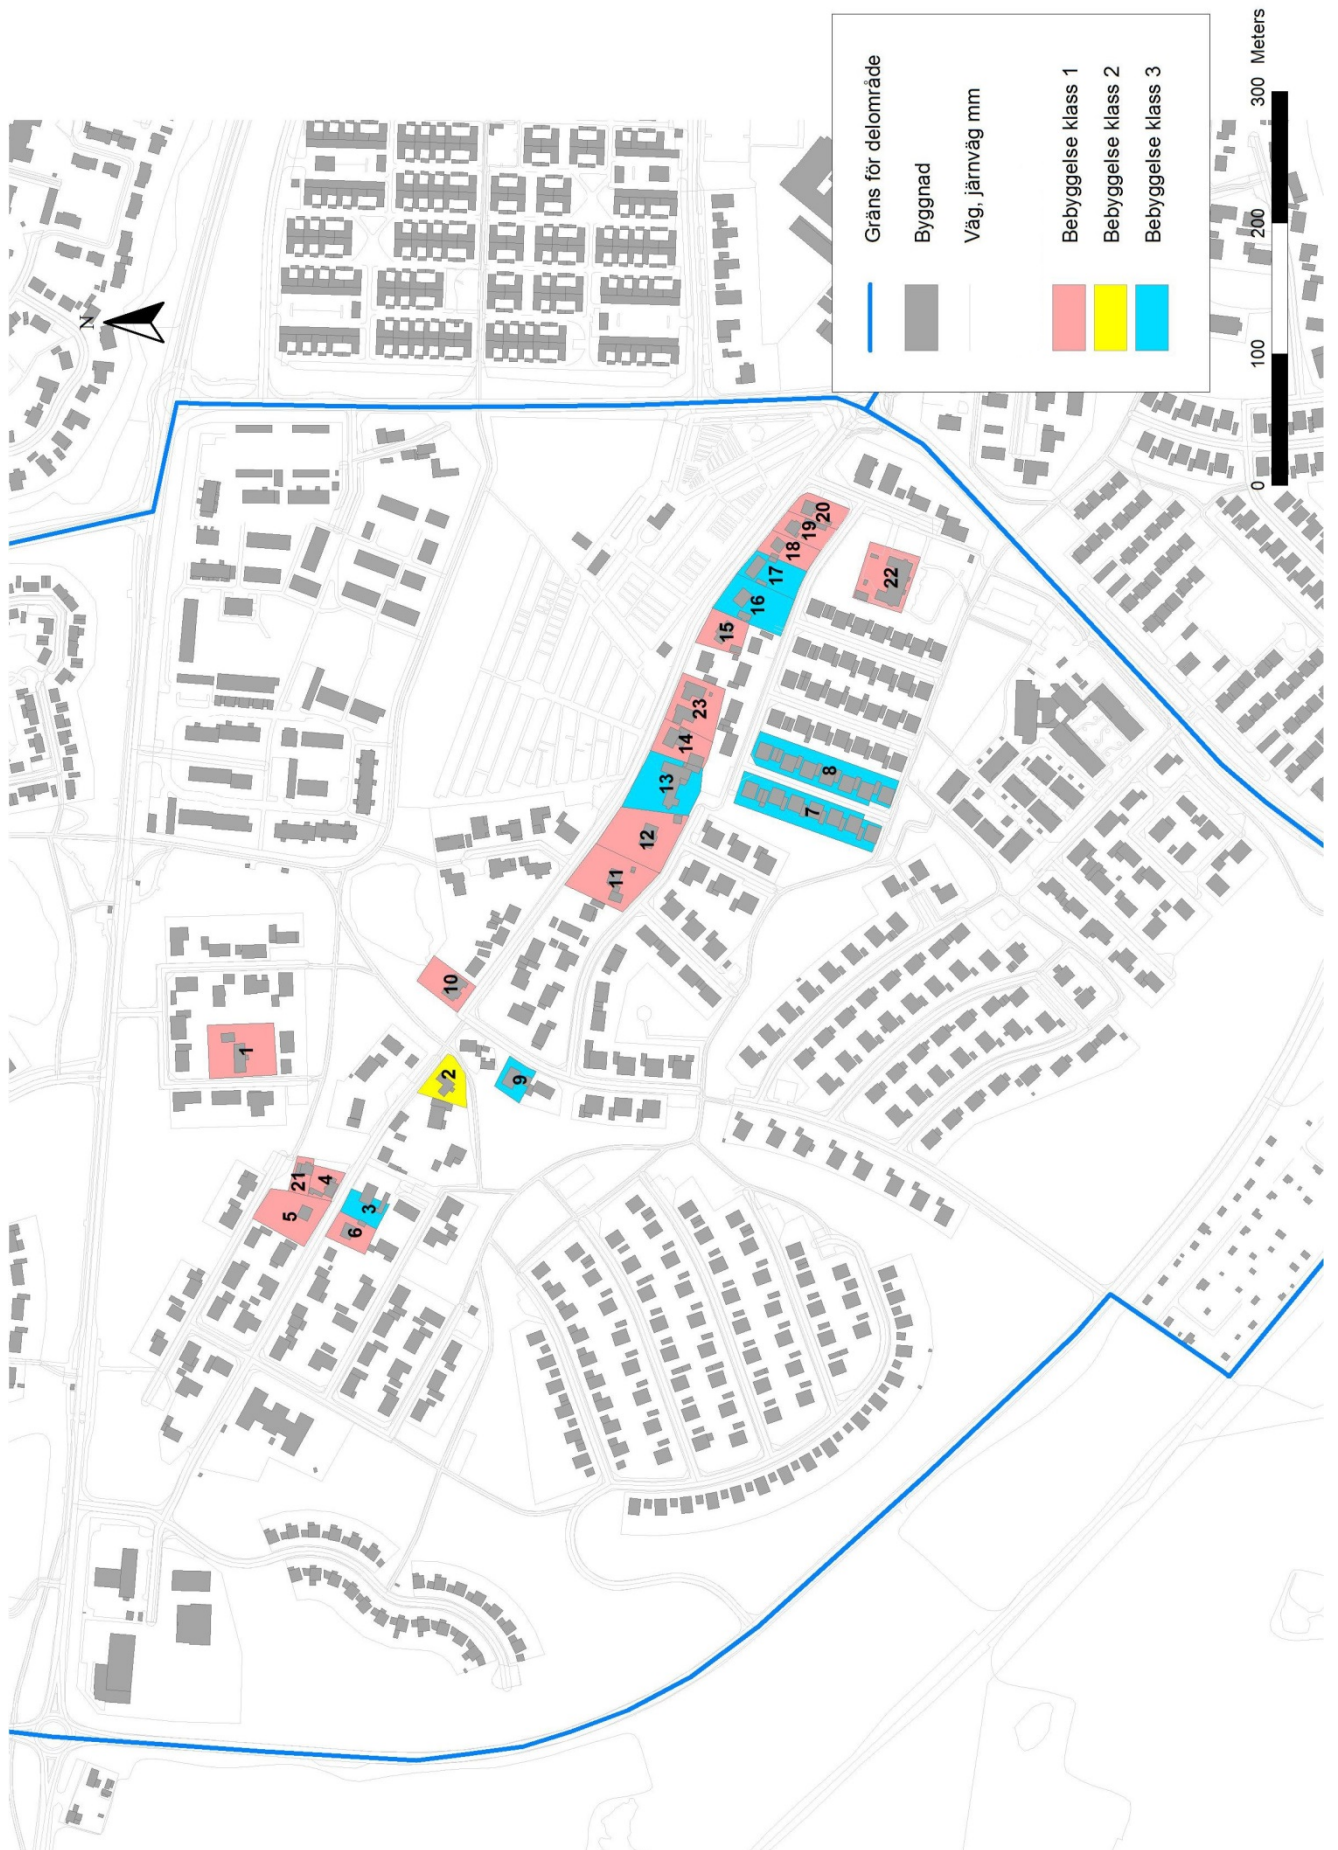 N
Gräns för delområde
Byggnad
Väg, järnväg mm
Bebyggelse klass 1
Bebyggelse klass 2
Bebyggelse klass 3
0 100 200 300 Meters
1
2
3
4
5
6
7
8
9
10
11
12
13
14
15
16
17
18
19
20
21
22
23